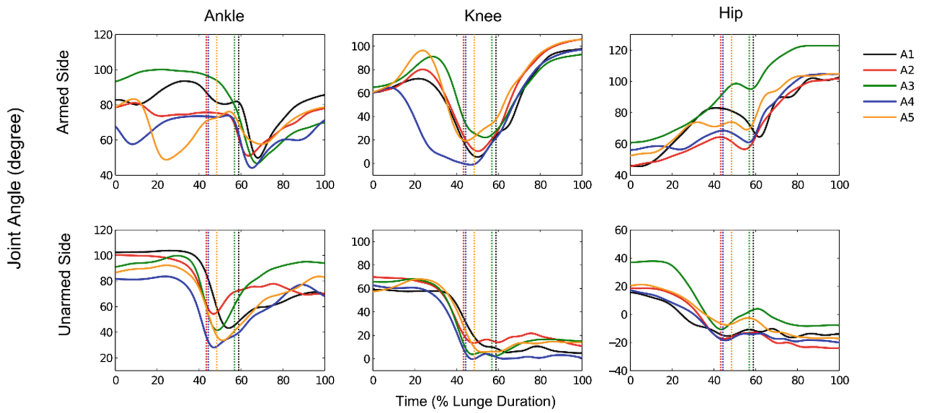 Ankle
Knee
Hip
Joint Angle (degree)
Armed Side
120
100
80
60
40
0 20 40 60 80 100
100
80
60
40
20
0
0 20 40 60 80 100
120
100
80
60
40
0 20 40 60 80 100
A1
A2
A3
A4
A5
Unarmed Side
120
100
80
60
40
20
0 20 40 60 80 100
100
80
60
40
20
0
0 20 40 60 80 100
60
40
20
0
−20
−40
0 20 40 60 80 100
Time (% Lunge Duration)